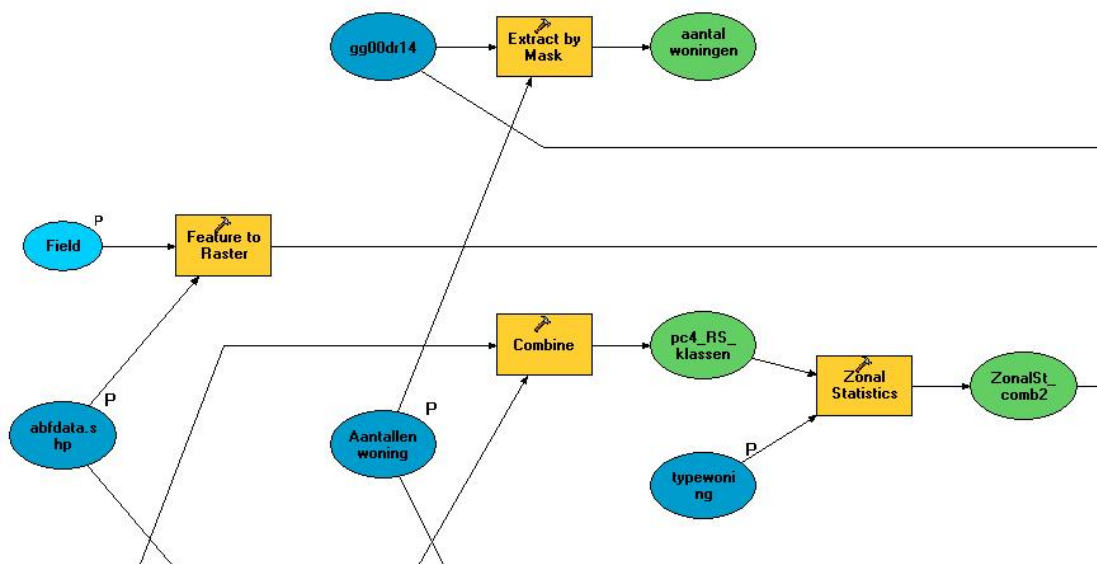 gg00dr14
Extract by
Mask
aantal
woningen
P
Field
Feature to
Raster
Combine
pc4_RS_
klassen
Zonal
Statistics
ZonalSt_
comb2
P
abfdata.s
hp
P
Aantallen
woning
P
typewoni
ng